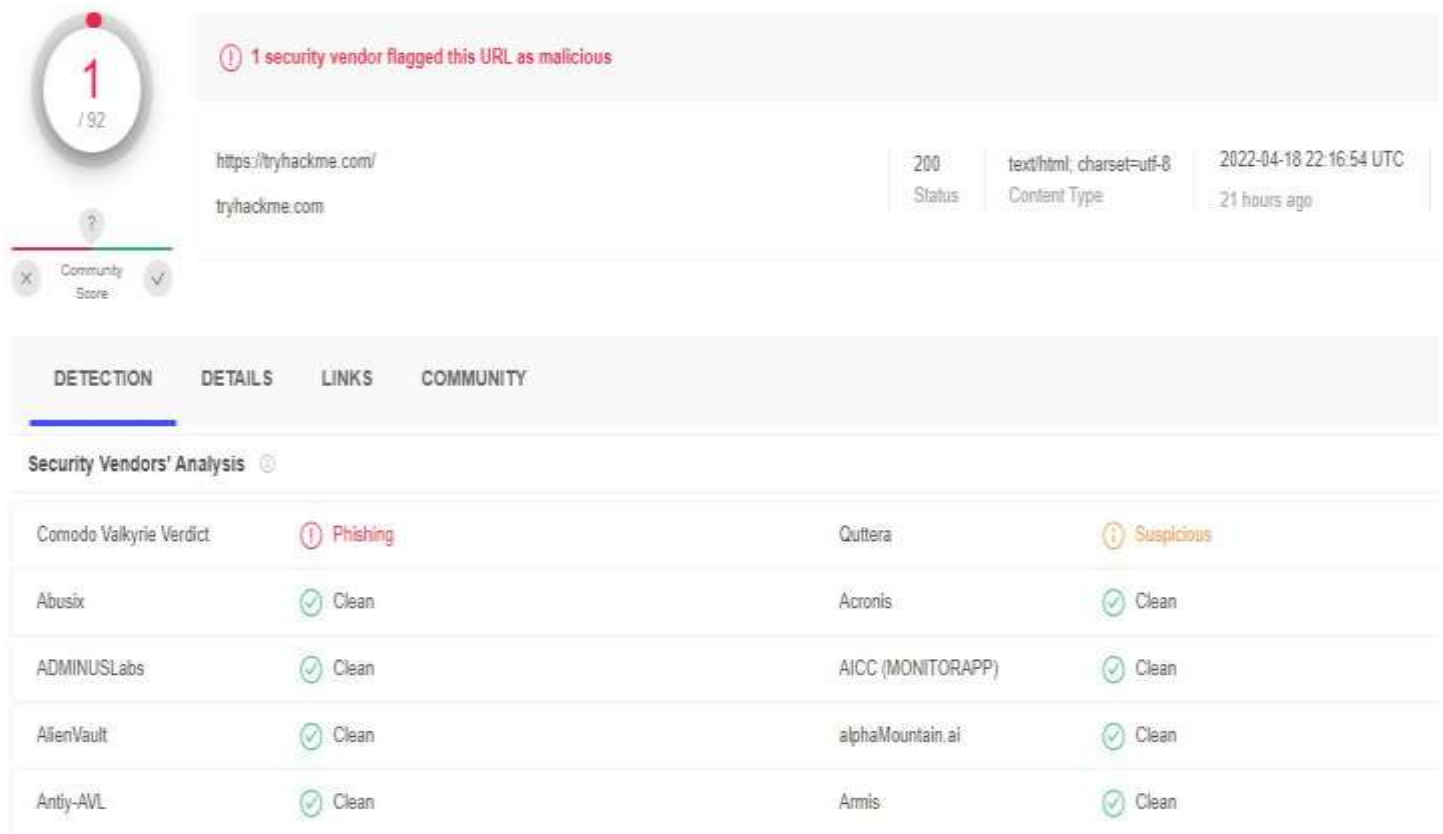 1
/ 92
?
Community
Score
1 security vendor flagged this URL as malicious
https://tryhackme.com/
tryhackme.com
200
Status
text/html; charset=utf-8
Content Type
2022-04-18 22:16:54 UTC
21 hours ago
DETECTION LINKS DETAILS COMMUNITY
Security Vendors' Analysis
Comodo Valkyrie Verdict Phishing Quttera Suspicious
Abusix Clean Acronis Clean
ADMINUSLabs Clean AICC (MONITORAPP) Clean
AlienVault Clean alphaMountain.ai Clean
Antiy-AVL Clean Armis Clean